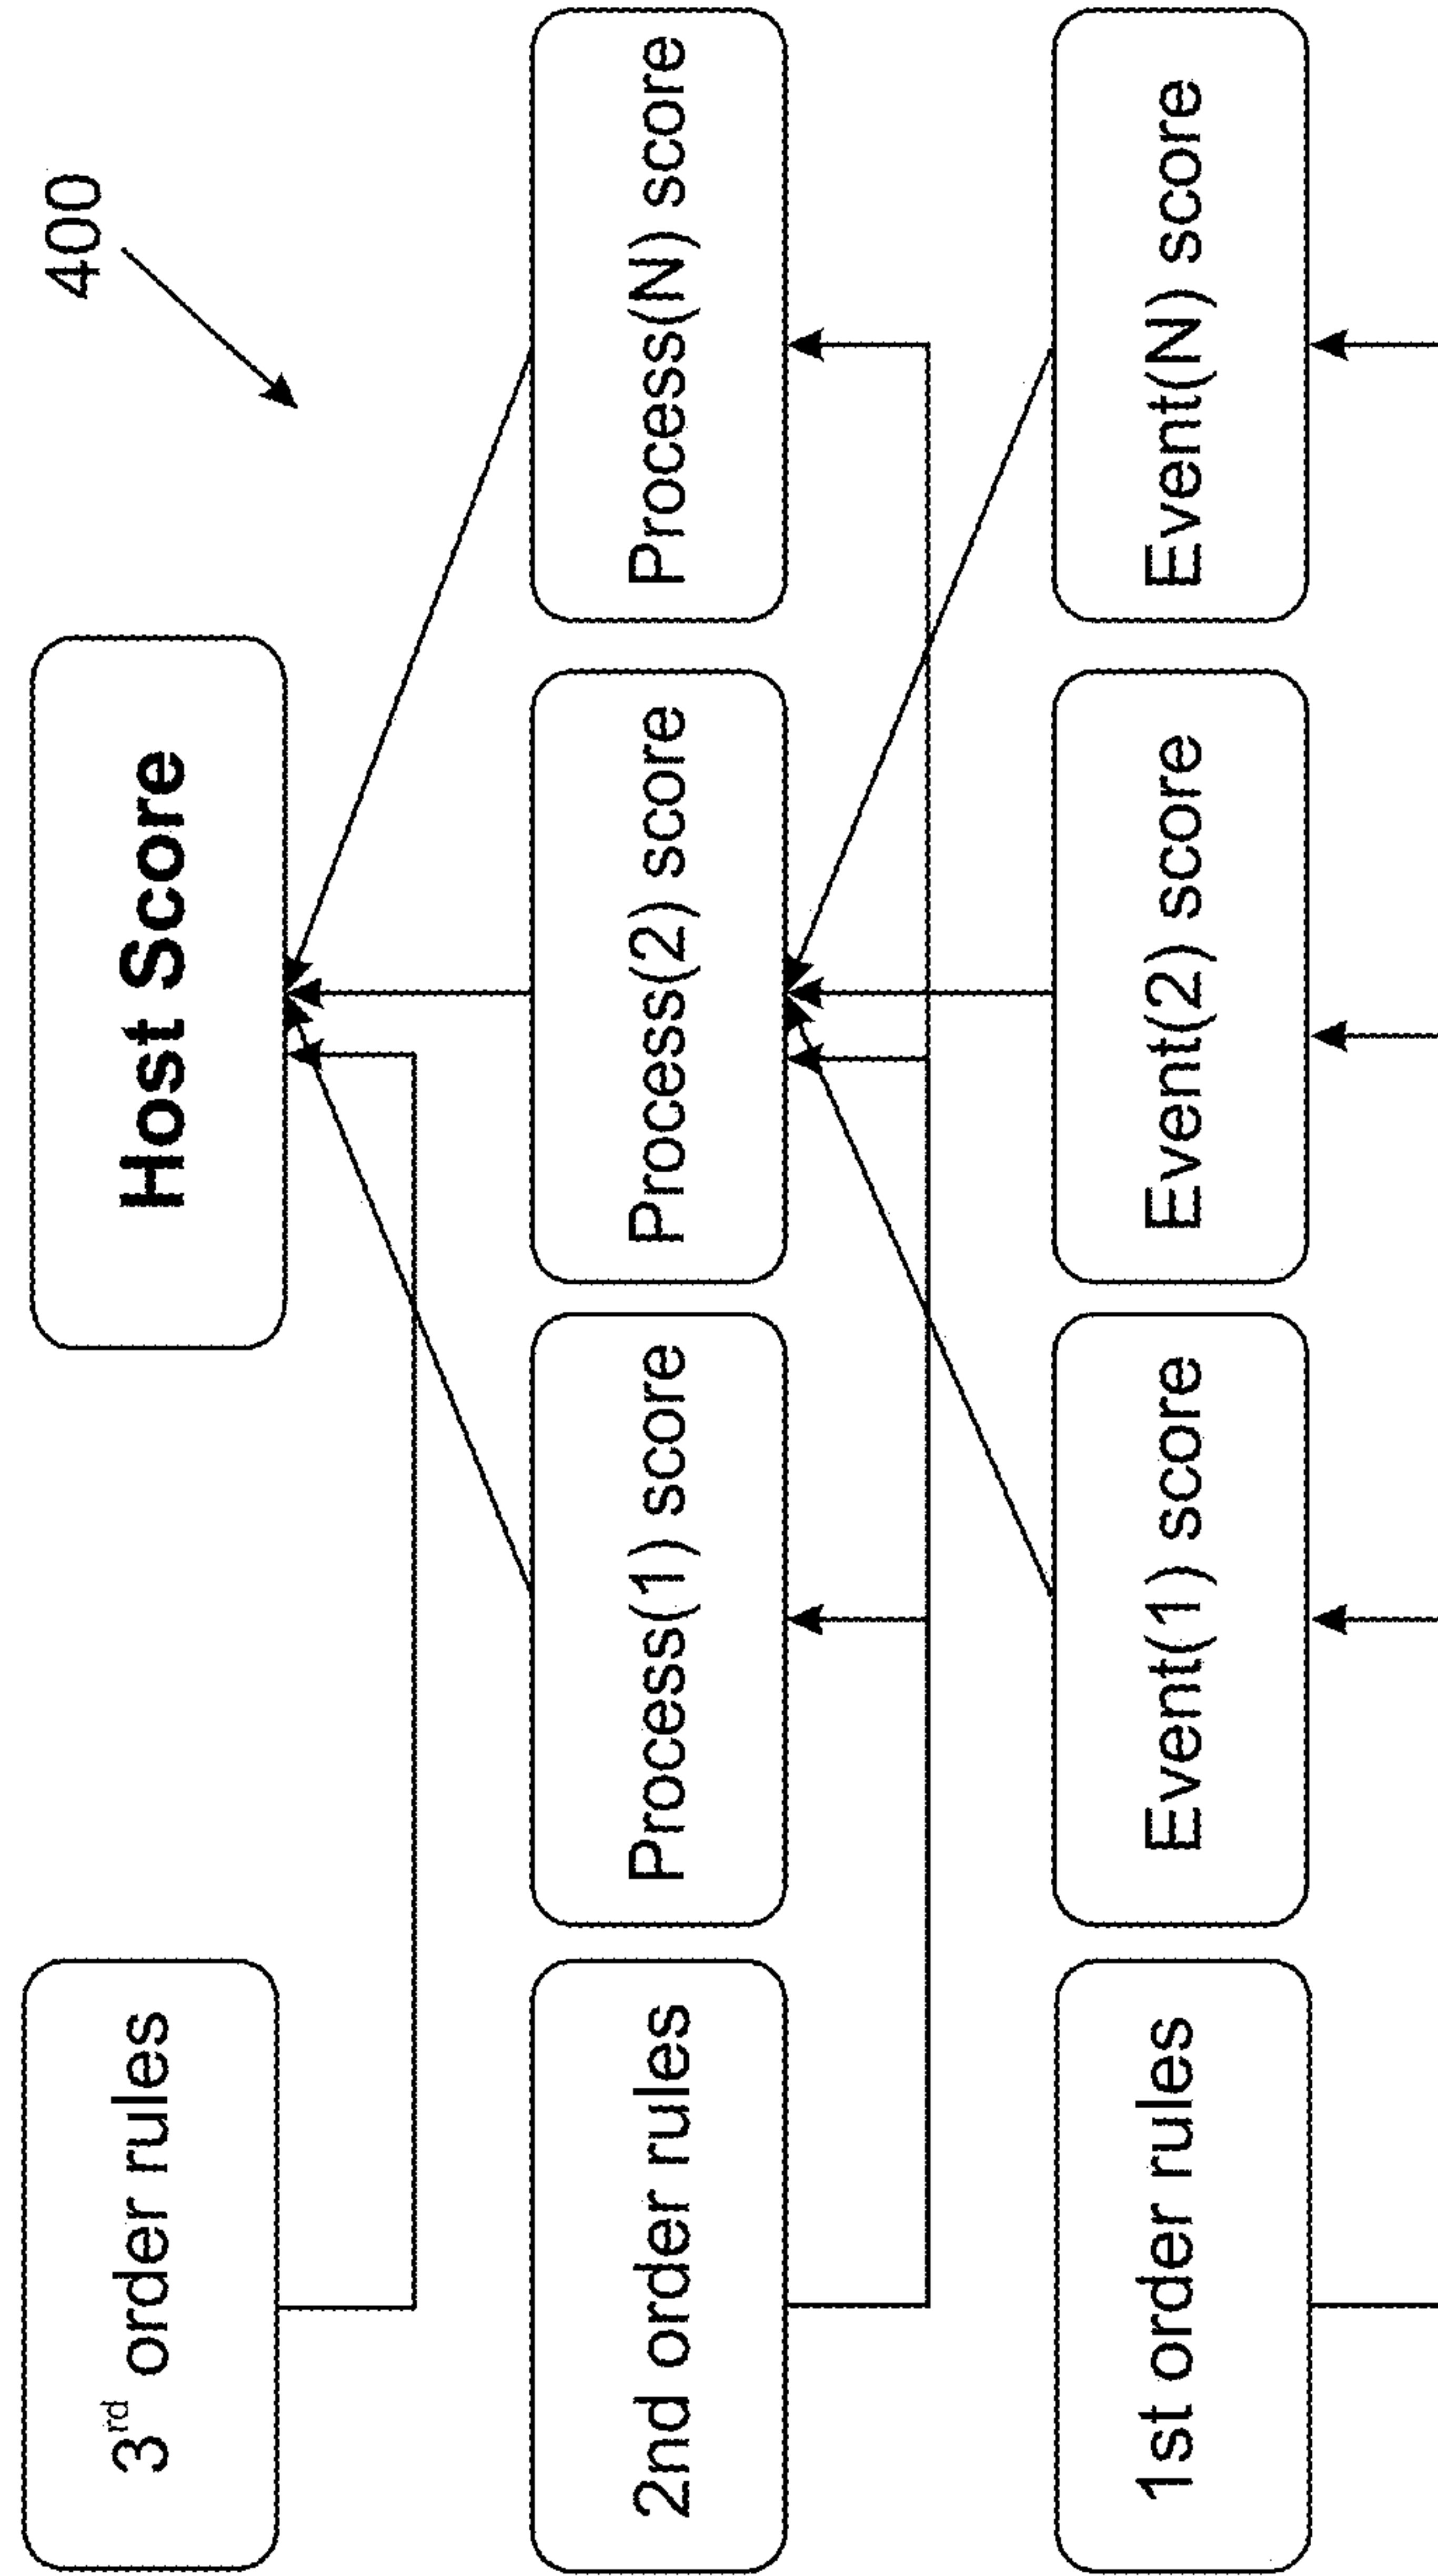 400
3rd order rules
Host Score
2nd order rules
Process(1) score
Process(2) score
Process(N) score
1st order rules
Event(1) score
Event(2) score
Event(N) score